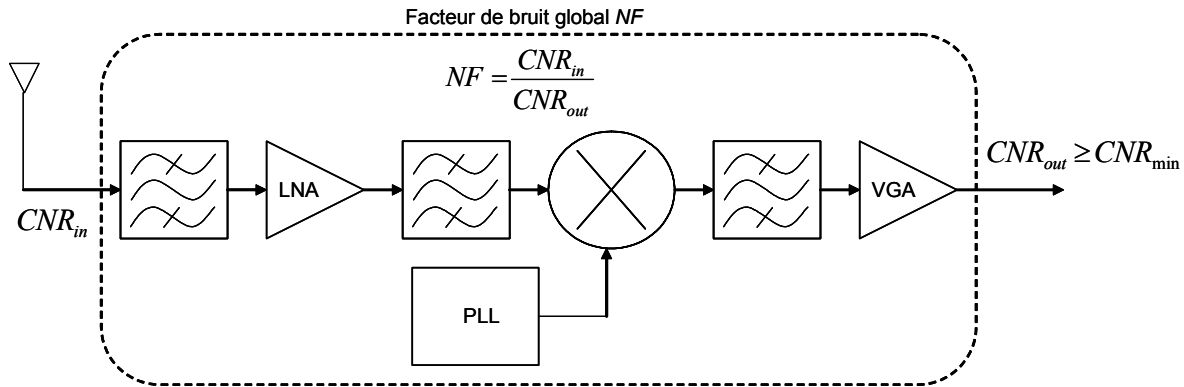 Facteur de bruit global NF
NF = CNR_in / CNR_out
CNR_out ≥ CNR_min
LNA
VGA
CNR_in
PLL